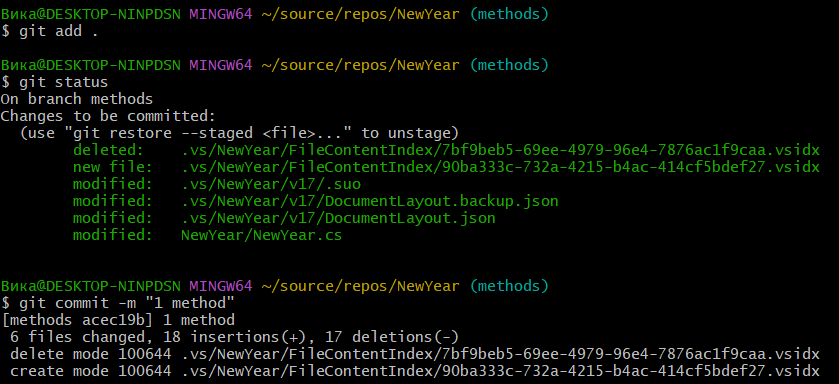 Вика@DESKTOP-NINPDSN MINGW64 ~/source/repos/NewYear (methods)
$ git add .
Вика@DESKTOP-NINPDSN MINGW64 ~/source/repos/NewYear (methods)
$ git status
On branch methods
Changes to be committed:
  (use "git restore --staged <file>..." to unstage)
        deleted:    .vs/NewYear/FileContentIndex/7bf9beb5-69ee-4979-96e4-7876ac1f9caa.vsidx
        new file:   .vs/NewYear/FileContentIndex/90ba333c-732a-4215-b4ac-414cf5bdef27.vsidx
        modified:   .vs/NewYear/v17/.suo
        modified:   .vs/NewYear/v17/DocumentLayout.backup.json
        modified:   .vs/NewYear/v17/DocumentLayout.json
        modified:   NewYear/NewYear.cs
Вика@DESKTOP-NINPDSN MINGW64 ~/source/repos/NewYear (methods)
$ git commit -m "1 method"
[methods acec19b] 1 method
 6 files changed, 18 insertions(+), 17 deletions(-)
 delete mode 100644 .vs/NewYear/FileContentIndex/7bf9beb5-69ee-4979-96e4-7876ac1f9caa.vsidx
 create mode 100644 .vs/NewYear/FileContentIndex/90ba333c-732a-4215-b4ac-414cf5bdef27.vsidx